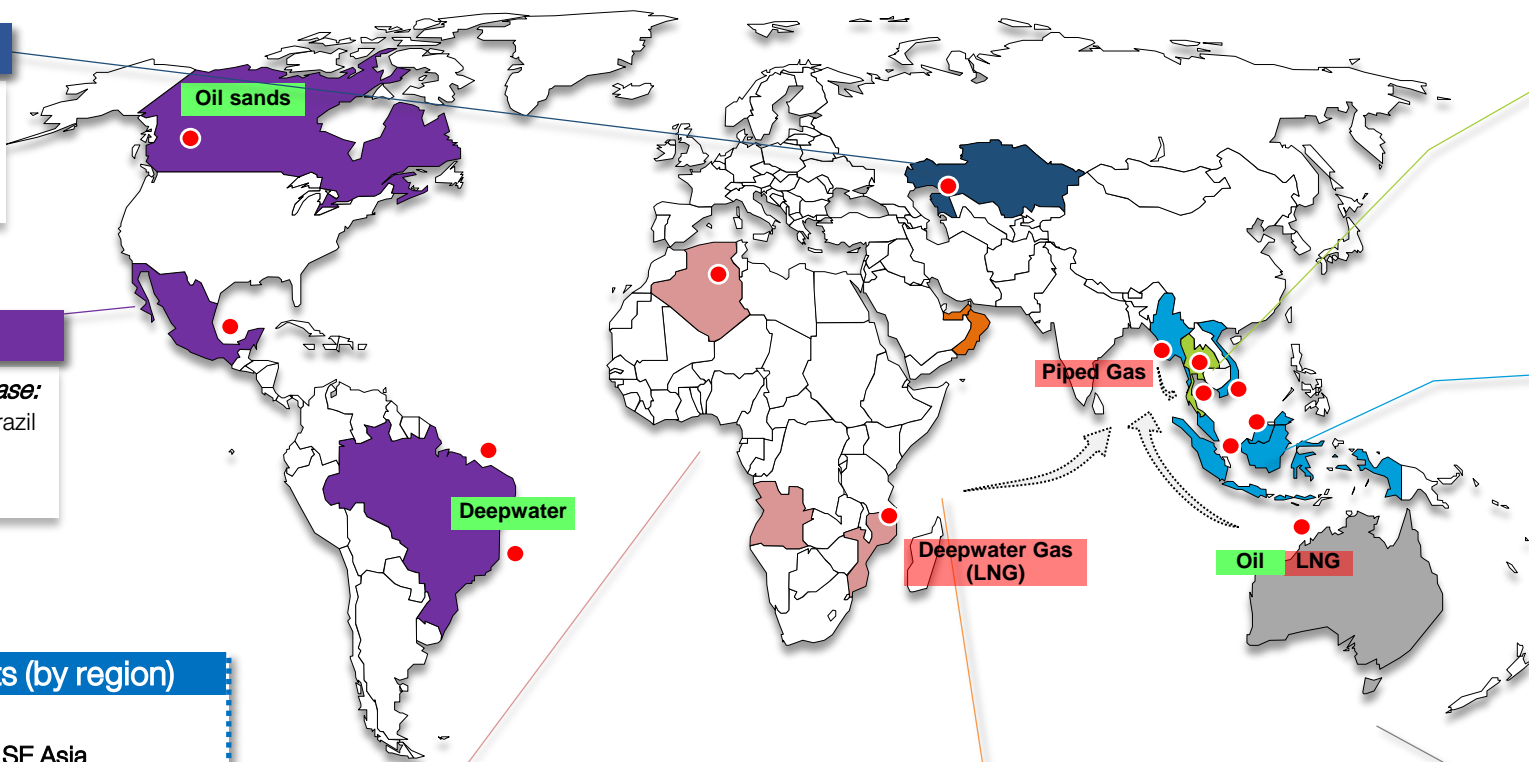 Oil sands
ase:
razil
Piped Gas
Deepwater
Deepwater Gas
(LNG)
Oil LNG
ts (by region)
SE Asia